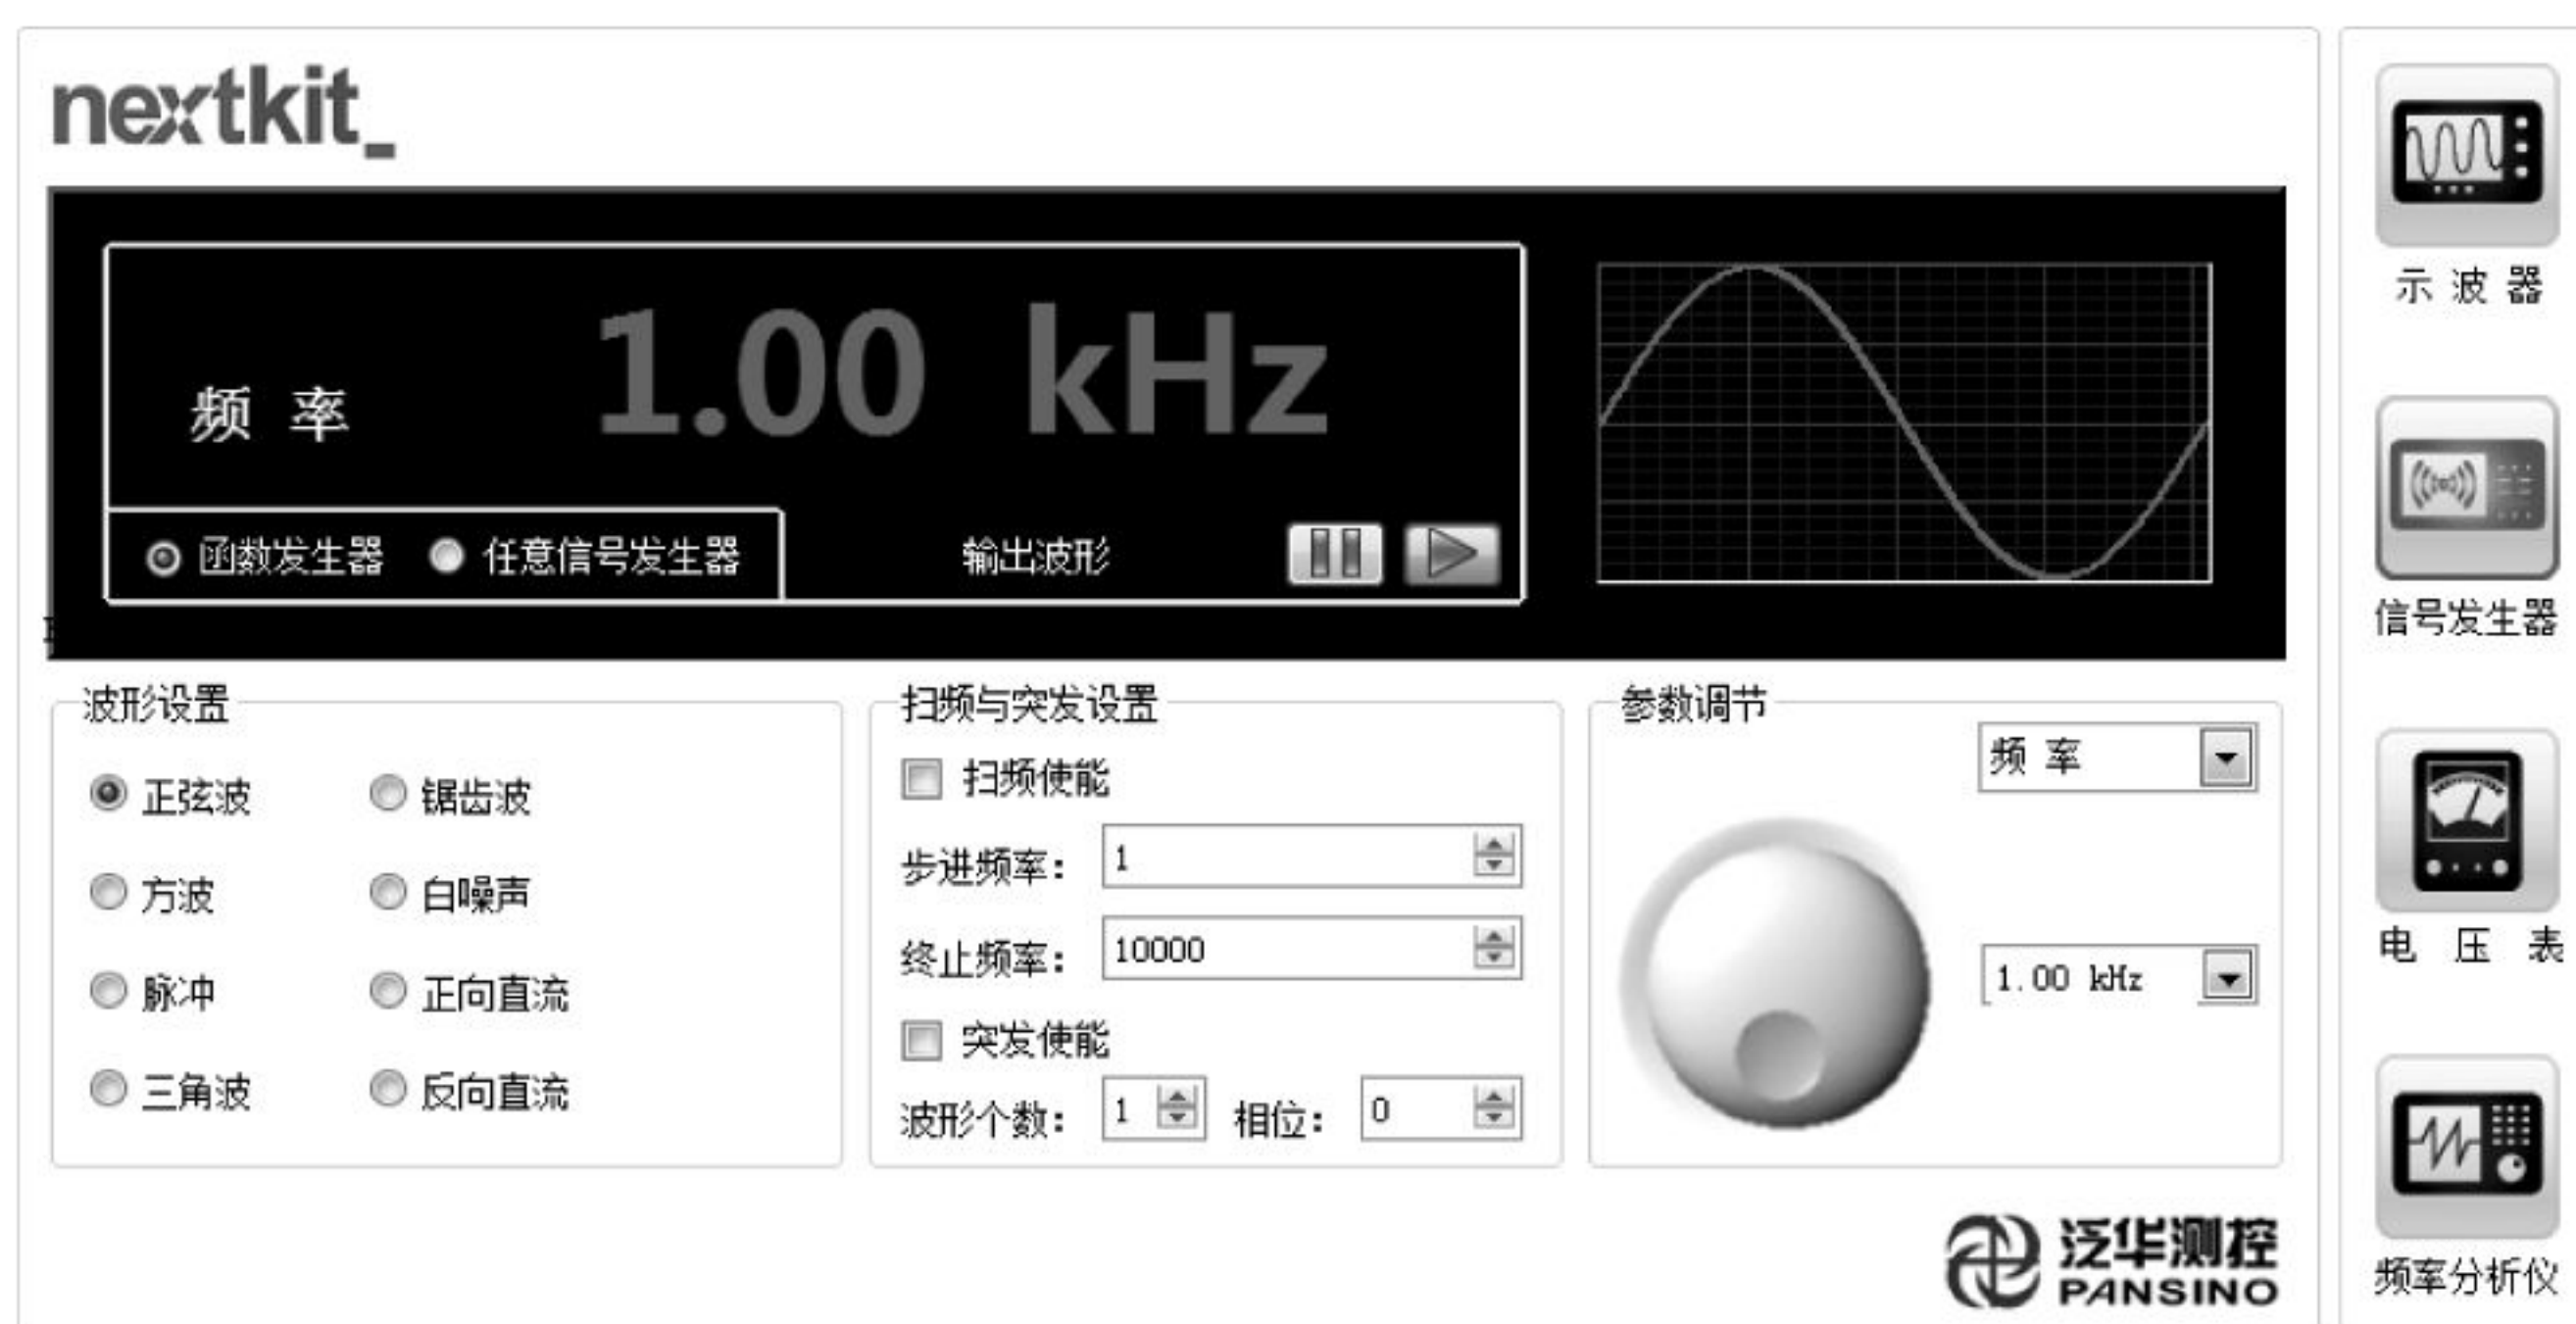 nextkit_
频 率 1.00 kHz
函数发生器 任意信号发生器 输出波形
波形设置
正弦波 锯齿波
方波 白噪声
脉冲 正向直流
三角波 反向直流
扫频与突发设置
扫频使能
步进频率: 1
终止频率: 10000
突发使能
波形个数: 1 相位: 0
参数调节
频 率
1.00 kHz
泛华测控
PANSINO
示 波 器
信号发生器
电 压 表
频率分析仪